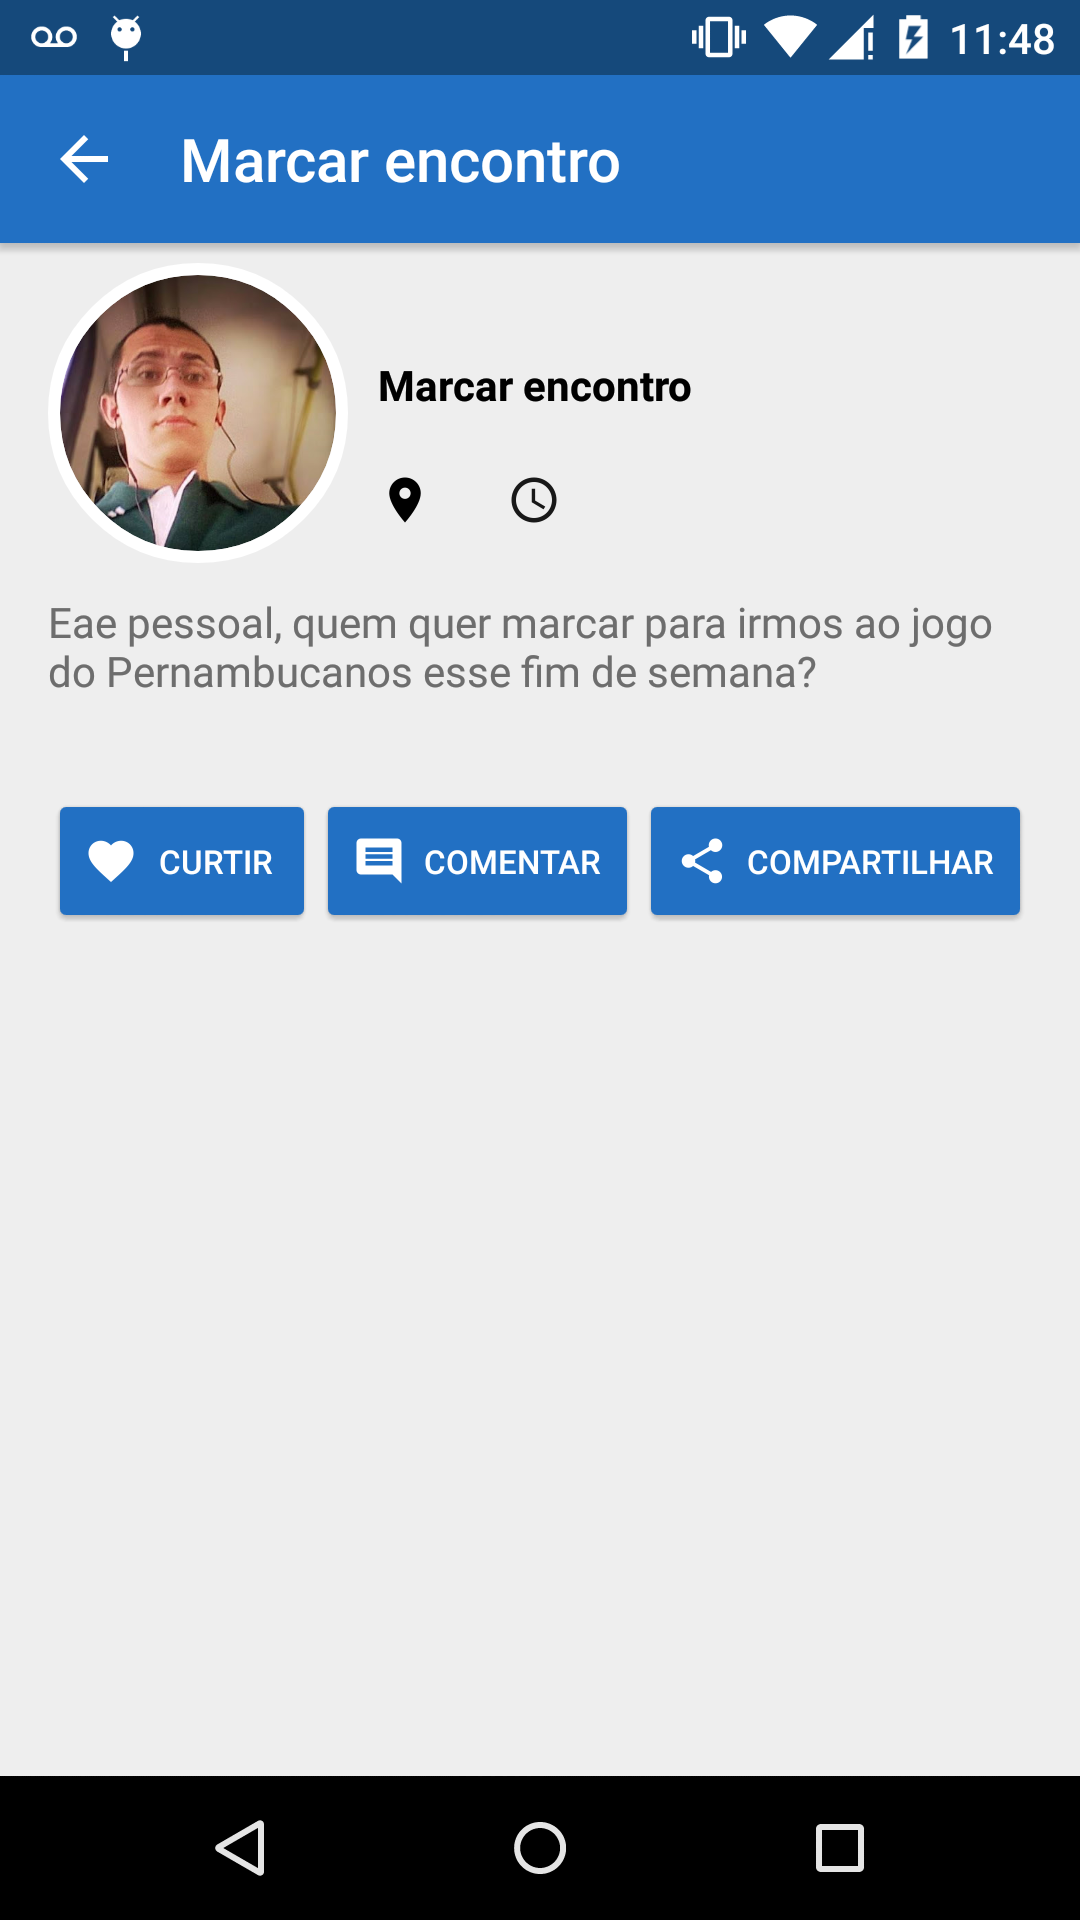 11:48
Marcar encontro
Marcar encontro
Eae pessoal, quem quer marcar para irmos ao jogo
do Pernambucanos esse fim de semana?
CURTIR COMENTAR COMPARTILHAR